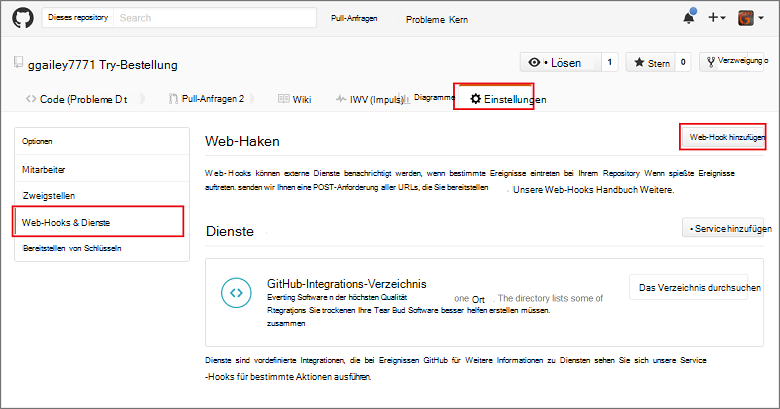 Dieses repository Search Pull-Anfragen Probleme Kern
ggailey7771 Try-Bestellung • Lösen 1 Stern 0 Verzweigung o
Code (Probleme D t Pull-Anfragen 2 Wiki IWV (Impuls) Diagramme Einstellungen
Optionen
Mitarbeiter
Zweigstellen
Web-Hooks & Dienste
Bereitstellen von Schlüsseln
Web-Haken Web-Hook hinzufügen
Web-Hooks können externe Dienste benachrichtigt werden, wenn bestimmte Ereignisse eintreten bei Ihrem Repository Wenn spießte Ereignisse
auftreten. senden wir Ihnen eine POST-Anforderung aller URLs, die Sie bereitstellen . Unsere Web-Hooks Handbuch Weitere.
Dienste • Service hinzufügen
GitHub-Integrations-Verzeichnis
Everting Software n der höchsten Qualität one Ort . The directory lists some of
Rtegratjons Sie trockenen Ihre Tear Bud Software besser helfen erstellen müssen.
zusammen
Das Verzeichnis durchsuchen
Dienste sind vordefinierte Integrationen, die bei Ereignissen GitHub für Weitere Informationen zu Diensten sehen Sie sich unsere Service
-Hooks für bestimmte Aktionen ausführen.